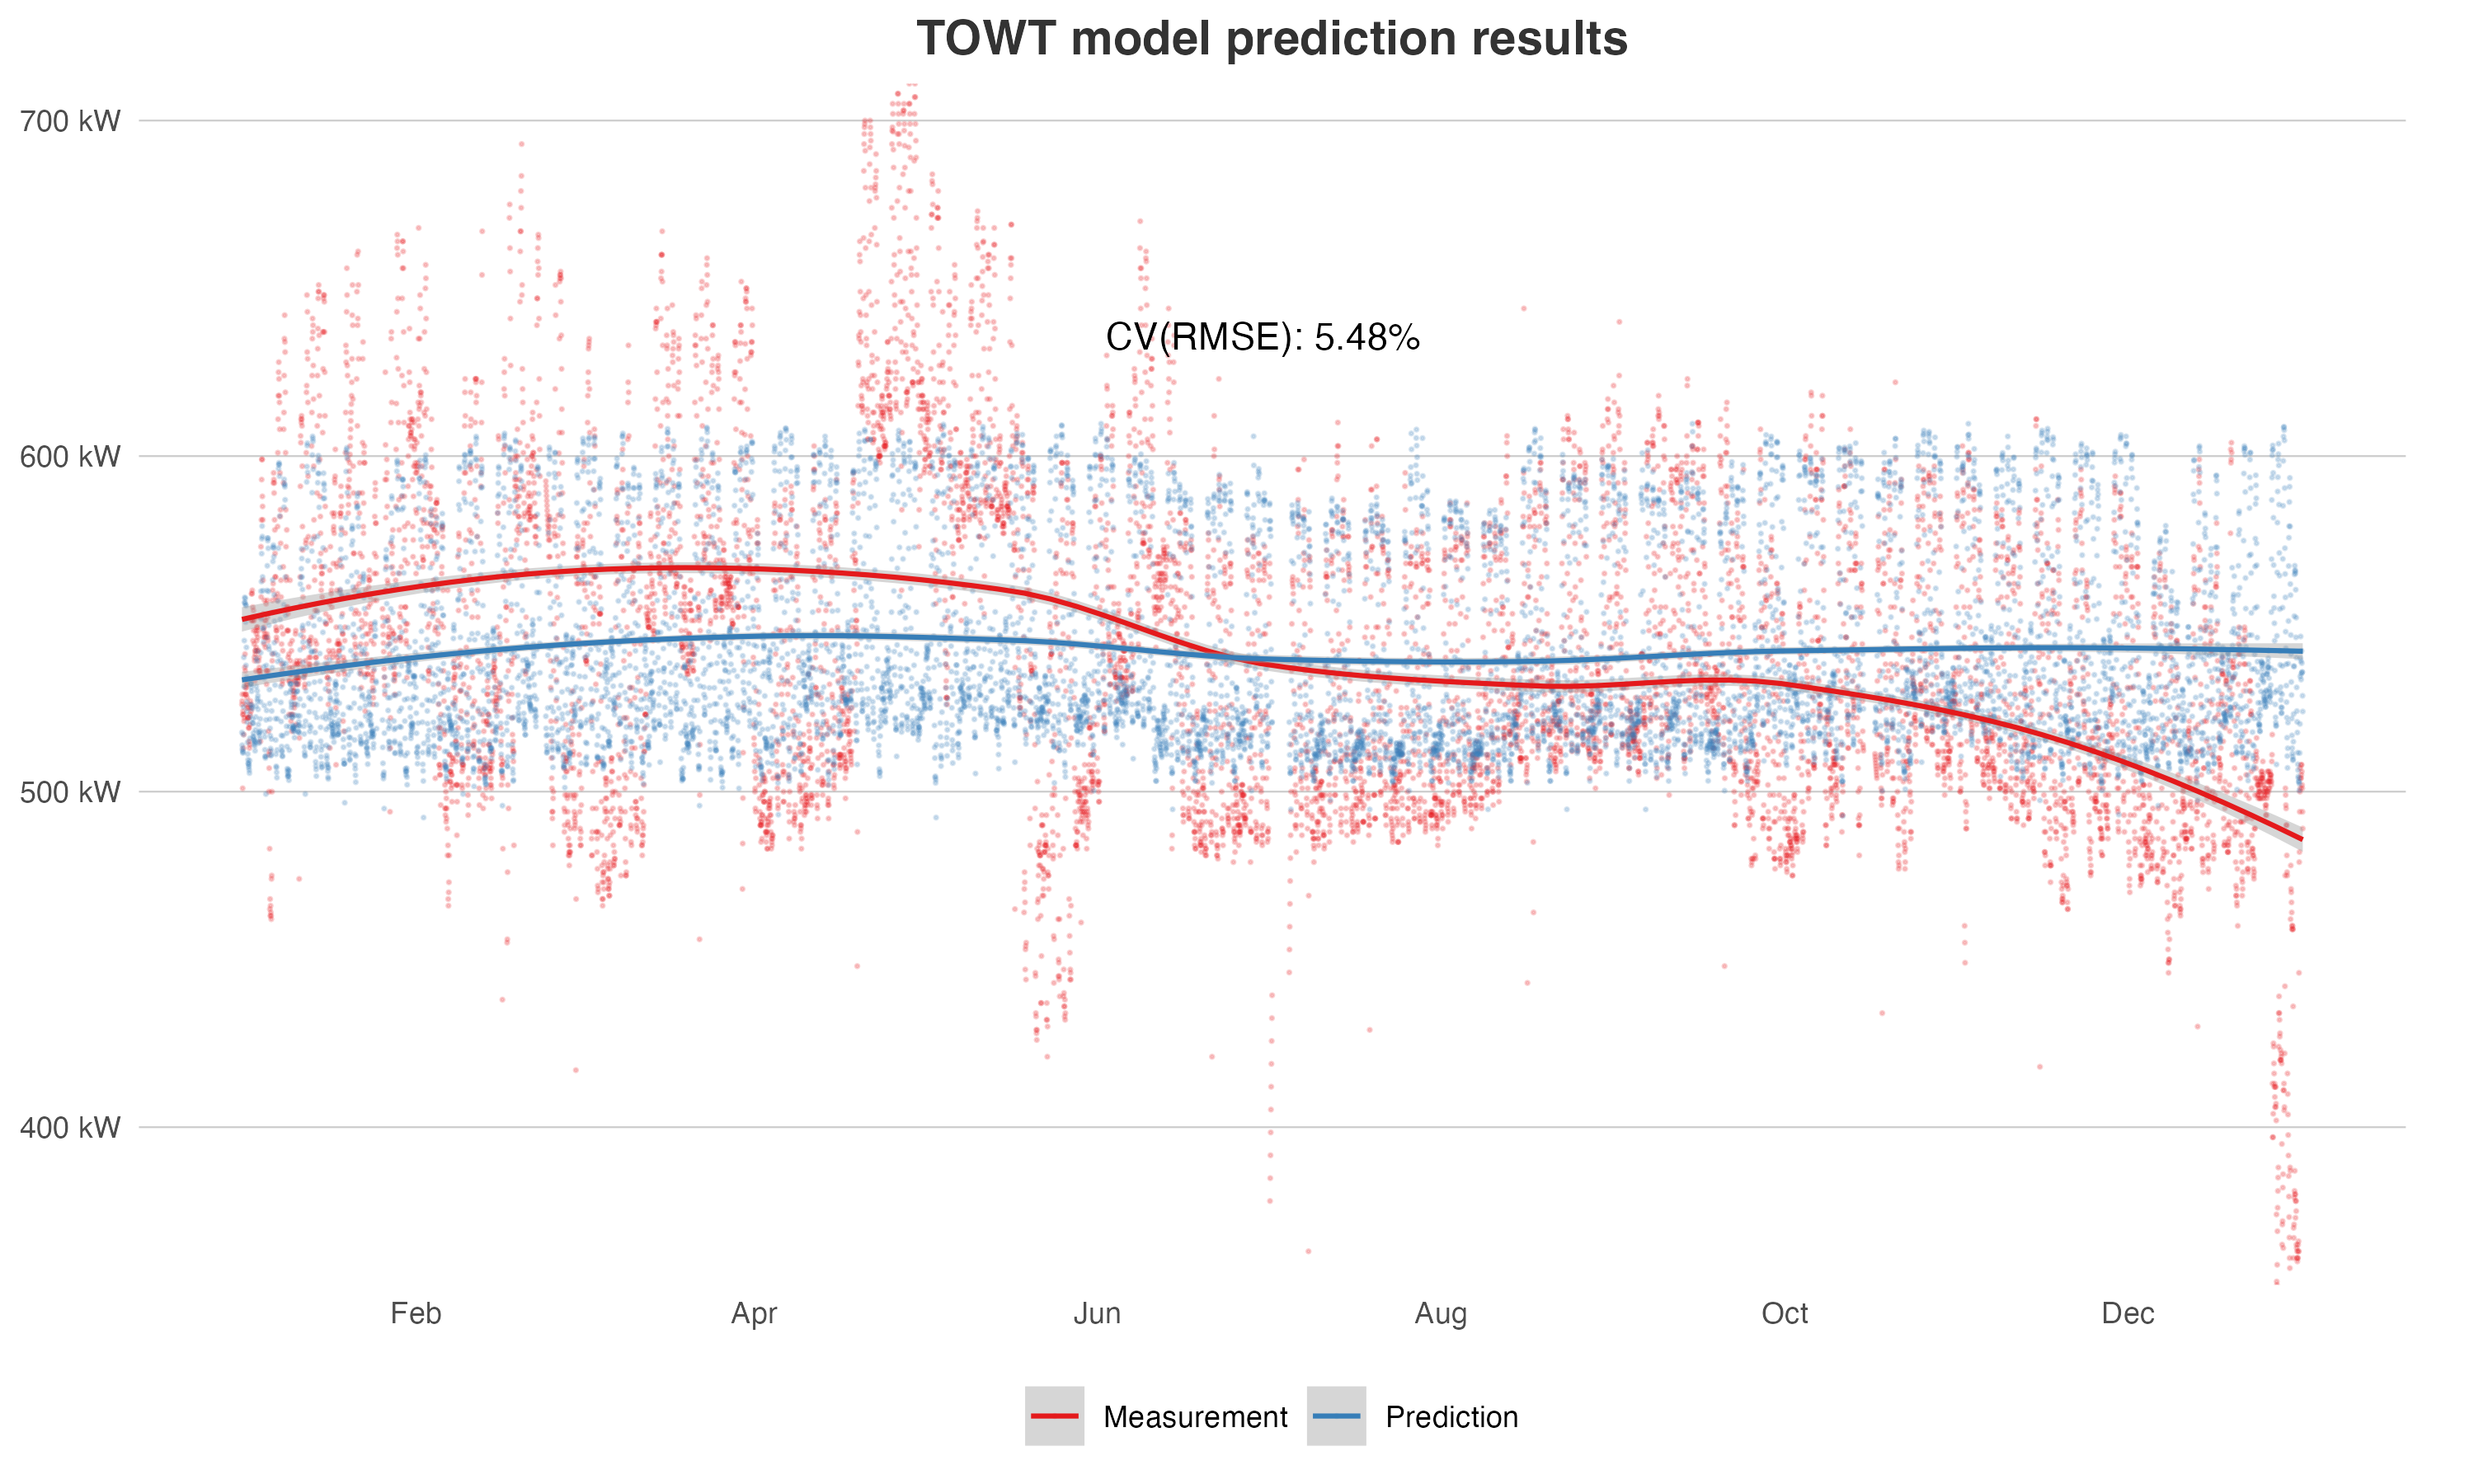 TOWT model prediction results
700 kW
CV(RMSE): 5.48%
600 kW
500 kW
400 kW
Feb Apr Jun Aug Oct Dec
Measurement Prediction